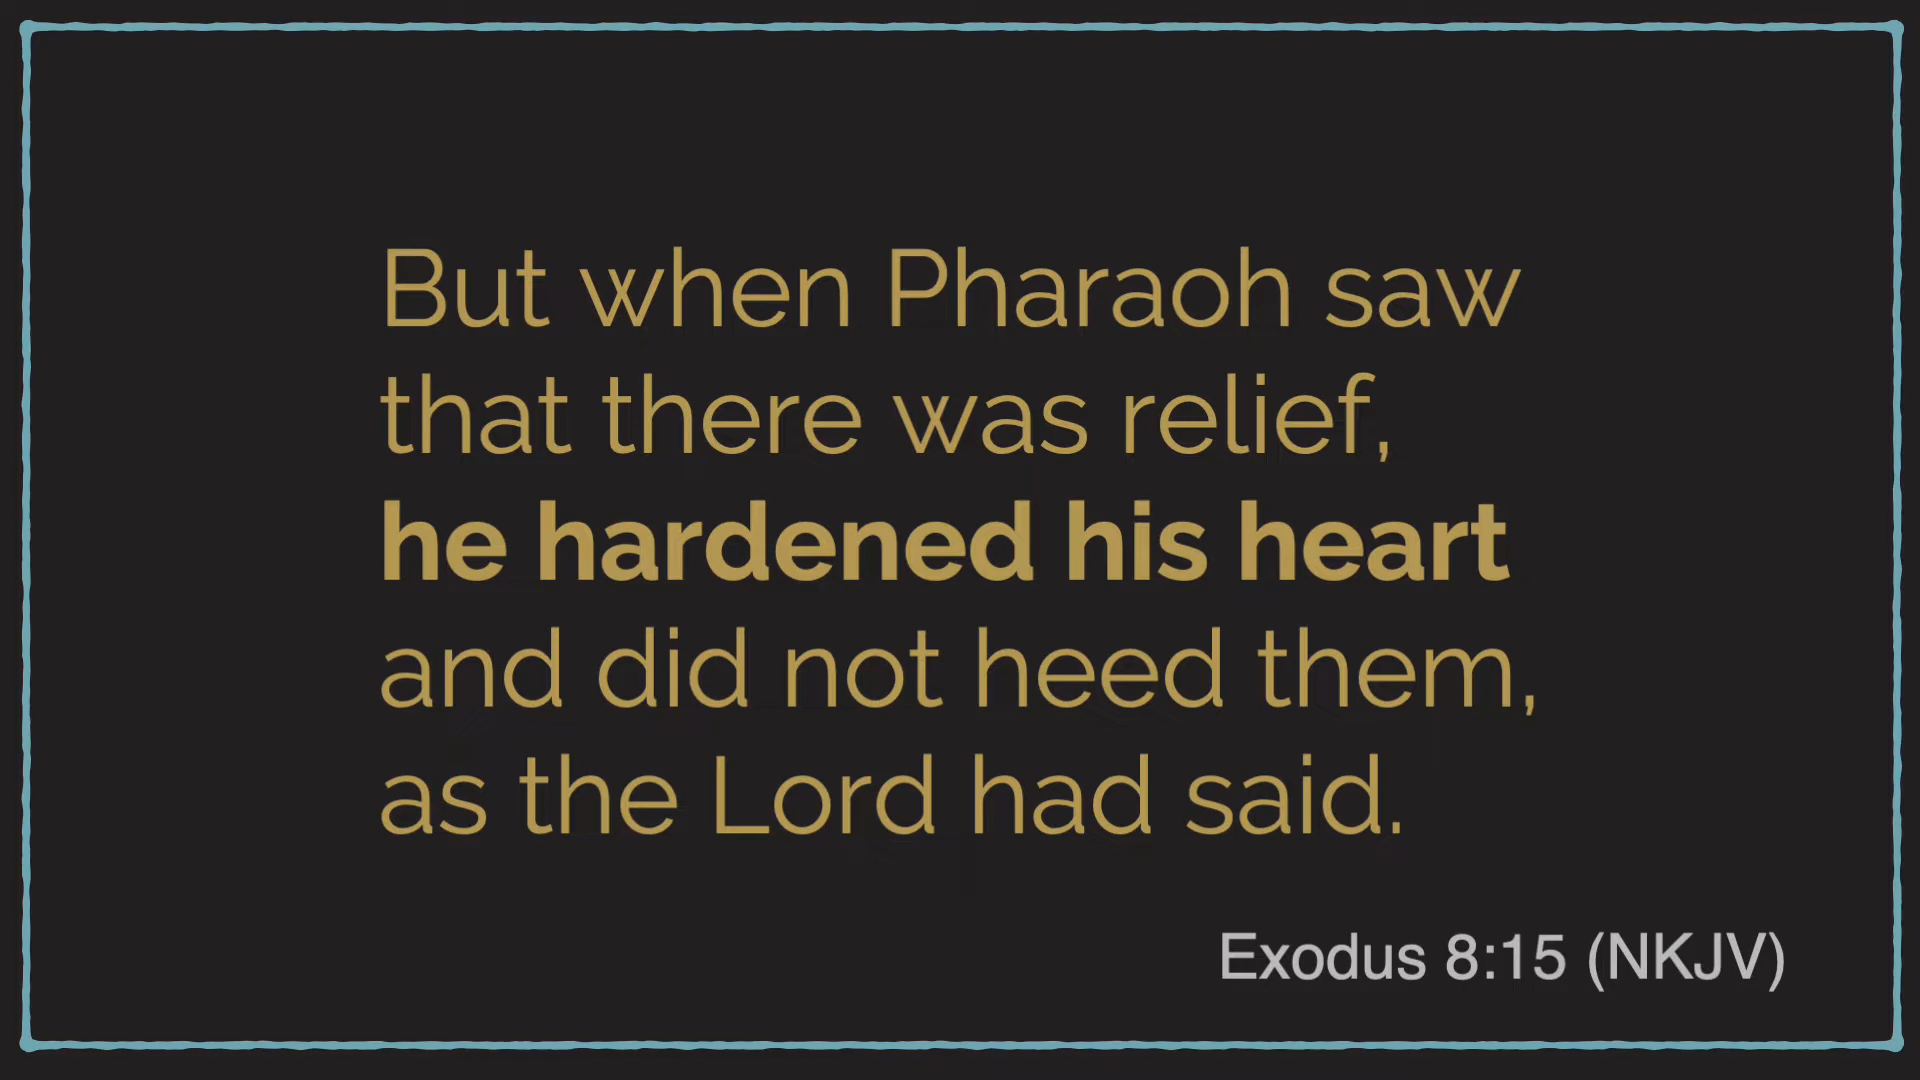 But when Pharaoh saw
that there was relief,
he hardened his heart
and did not heed them,
as the Lord had said.
Exodus 8:15 (NKJV)